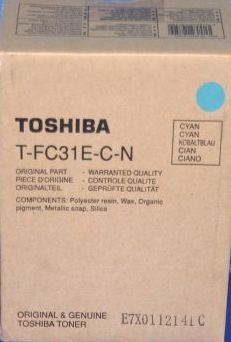 TOSHIBA
CYAN
CYAN
KOBALTBLAU
CIAN
CIANO
T-FC31E-C-N
ORIGINAL PART - WARRANTED QUALITY
PIECE D'ORIGINE - CONTROLE QUALITE
ORIGINALTEIL - GEPRÜFTE QUALITÄT
COMPONENTS: Polyester resin, Wax, Organic
pigment, Metallic soap, Silica
ORIGINAL & GENUINE
TOSHIBA TONER
E7X0112141C